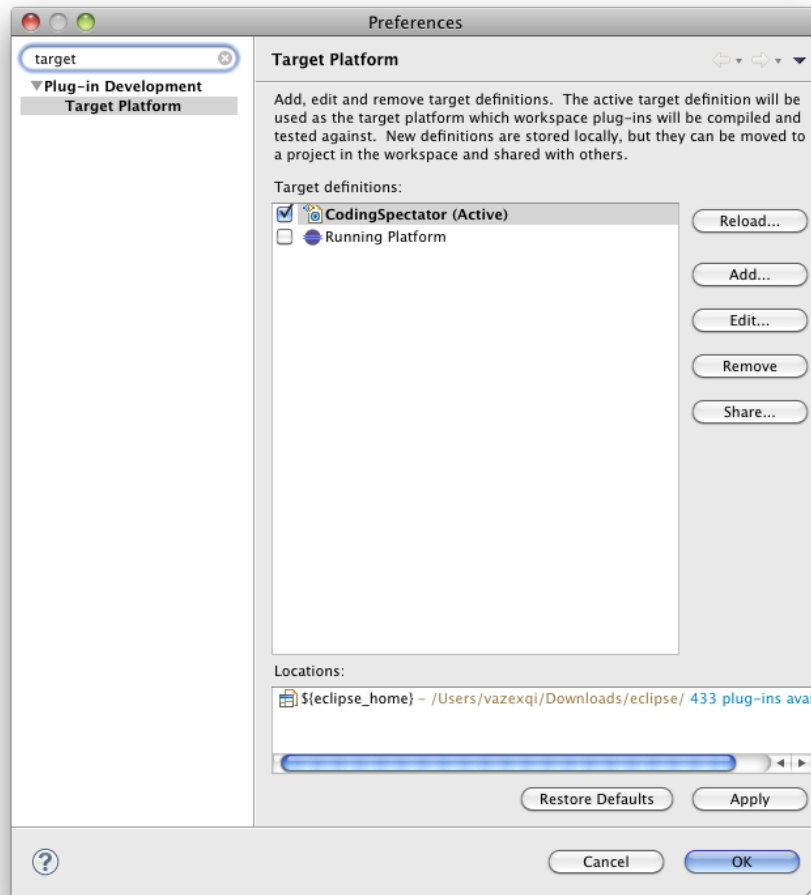 Preferences
target
Plug-in Development
Target Platform
Target Platform
Add, edit and remove target definitions. The active target definition will be
used as the target platform which workspace plug-ins will be compiled and
tested against. New definitions are stored locally, but they can be moved to
a project in the workspace and shared with others.
Target definitions:
CodingSpectator (Active)
Running Platform
Reload...
Add...
Edit...
Remove
Share...
Locations:
${eclipse_home} – /Users/vazexqi/Downloads/eclipse/ 433 plug-ins avai
Restore Defaults
Apply
?
Cancel
OK